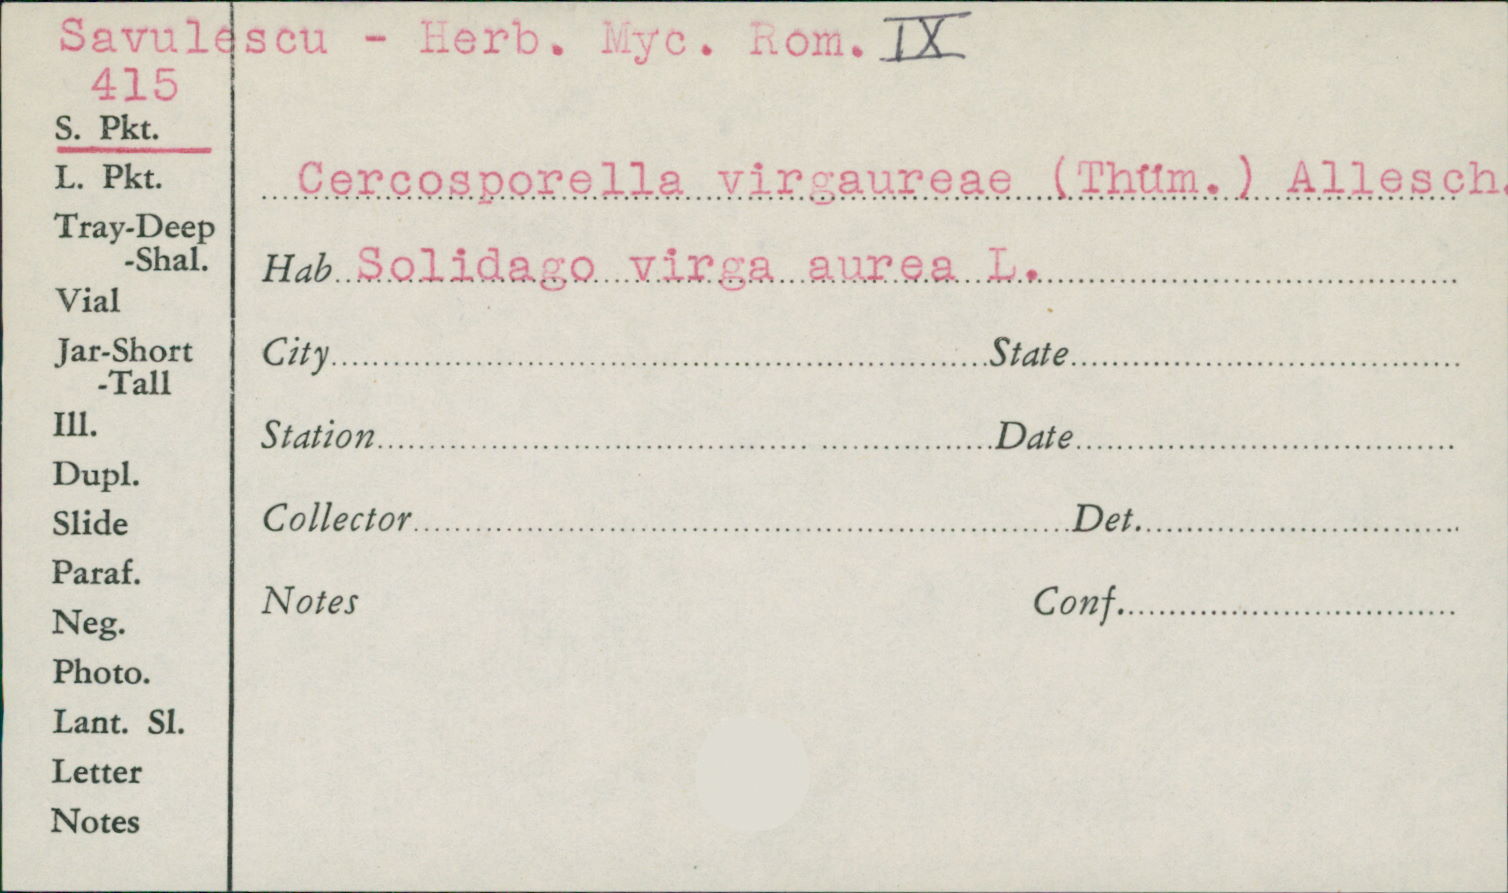 Savulescu - Herb. Myc. Rom. IX
415
S. Pkt.
L. Pkt.
Tray-Deep
-Shal.
Vial
Jar-Short
-Tall
Ill.
Dupl.
Slide
Paraf.
Neg.
Photo.
Lant. Sl.
Letter
Notes
Cercosporella virgaureae (Thüm.) Allesch.
Hab Solidago virga aurea L.
City State
Station Date
Collector Det.
Notes Conf.